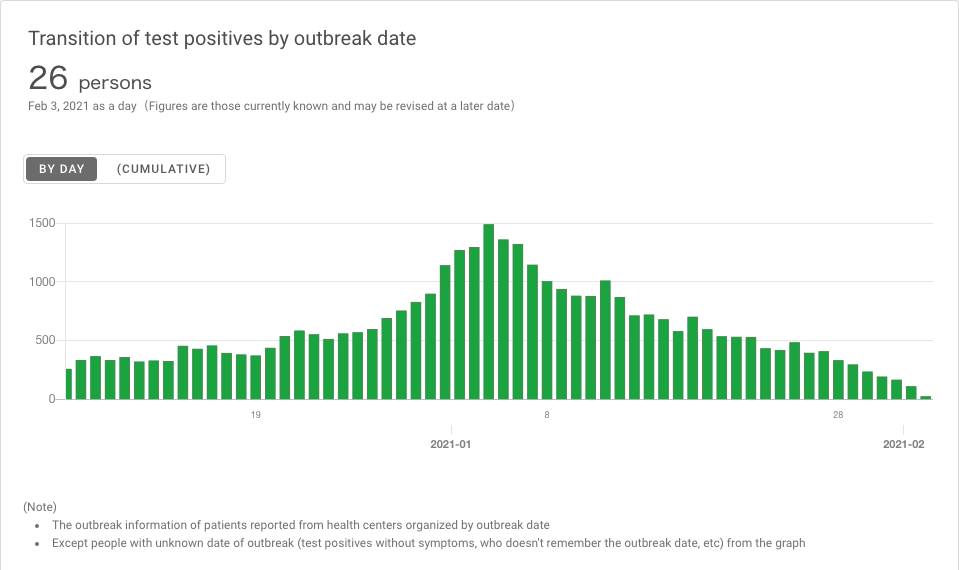 Transition of test positives by outbreak date
26 persons
Feb 3, 2021 as a day（Figures are those currently known and may be revised at a later date）
BY DAY (CUMULATIVE)
1500
1000
500
0
19 8 28
2021-01 2021-02
(Note)
• The outbreak information of patients reported from health centers organized by outbreak date
• Except people with unknown date of outbreak (test positives without symptoms, who doesn't remember the outbreak date, etc) from the graph